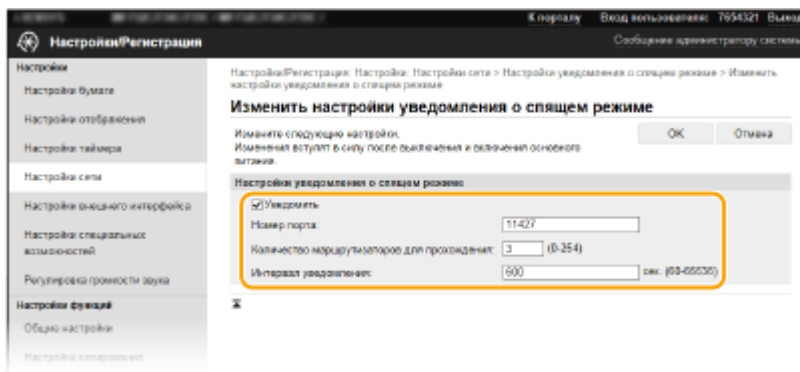 К порталу Вход пользователя: 7654321 Выход
Настройки/Регистрация
Сообщение администратору системы
Настройки
Настройки бумаги
Настройки отображения
Настройки таймера
Настройки сети
Настройки внешнего интерфейса
Настройки специальных
возможностей
Регулировка громкости звука
Настройки функций
Общие настройки
Настройки копирования
Настройки/Регистрация: Настройки: Настройки сети > Настройки уведомления о спящем режиме > Изменить
настройки уведомления о спящем режиме
Изменить настройки уведомления о спящем режиме
Измените следующие настройки.
Изменения вступят в силу после выключения и включения основного
питания.
OK Отмена
Настройки уведомления о спящем режиме
Уведомить
Номер порта: 11427
Количество маршрутизаторов для прохождения: 3 (0-254)
Интервал уведомления: 600 сек. (60-65535)